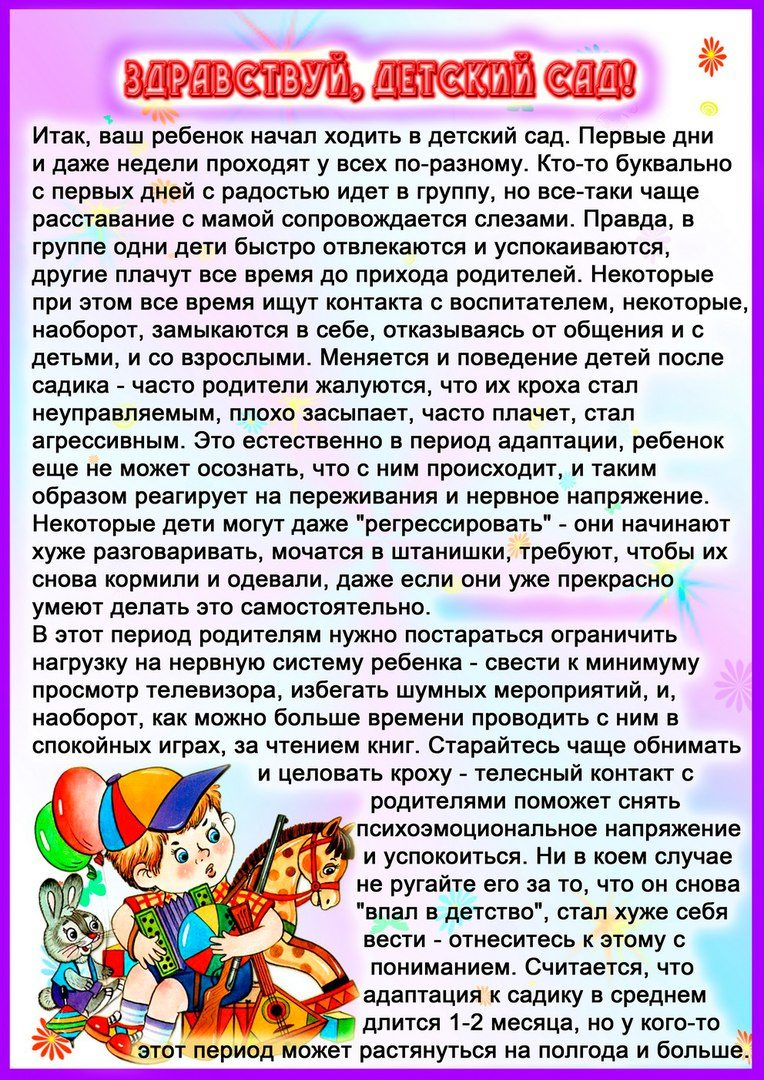 ЗДРАВСТВУЙ, ДЕТСКИЙ САД!
Итак, ваш ребенок начал ходить в детский сад. Первые дни
и даже недели проходят у всех по-разному. Кто-то буквально
с первых дней с радостью идет в группу, но все-таки чаще
расставание с мамой сопровождается слезами. Правда, в
группе одни дети быстро отвлекаются и успокаиваются,
другие плачут все время до прихода родителей. Некоторые
при этом все время ищут контакта с воспитателем, некоторые,
наоборот, замыкаются в себе, отказываясь от общения и с
детьми, и со взрослыми. Меняется и поведение детей после
садика - часто родители жалуются, что их кроха стал
неуправляемым, плохо засыпает, часто плачет, стал
агрессивным. Это естественно в период адаптации, ребенок
еще не может осознать, что с ним происходит, и таким
образом реагирует на переживания и нервное напряжение.
Некоторые дети могут даже "регрессировать" - они начинают
хуже разговаривать, мочатся в штанишки, требуют, чтобы их
снова кормили и одевали, даже если они уже прекрасно
умеют делать это самостоятельно.
В этот период родителям нужно постараться ограничить
нагрузку на нервную систему ребенка - свести к минимуму
просмотр телевизора, избегать шумных мероприятий, и,
наоборот, как можно больше времени проводить с ним в
спокойных играх, за чтением книг. Старайтесь чаще обнимать
и целовать кроху - телесный контакт с
родителями поможет снять
психоэмоциональное напряжение
и успокоиться. Ни в коем случае
не ругайте его за то, что он снова
"впал в детство", стал хуже себя
вести - отнеситесь к этому с
пониманием. Считается, что
адаптация к садику в среднем
длится 1-2 месяца, но у кого-то
этот период может растянуться на полгода и больше.